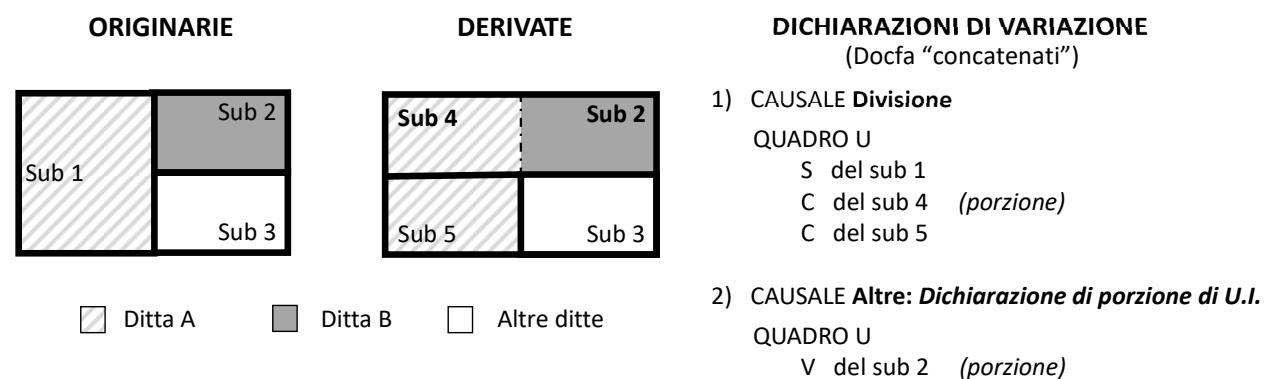 ORIGINARIE
Sub 1
Sub 2
Sub 3
DERIVATE
Sub 4
Sub 2
Sub 5
Sub 3
Ditta A
Ditta B
Altre ditte
DICHIARAZIONI DI VARIAZIONE
(Docfa “concatenati”)
1) CAUSALE Divisione
QUADRO U
S del sub 1
C del sub 4 (porzione)
C del sub 5
2) CAUSALE Altre: Dichiarazione di porzione di U.I.
QUADRO U
V del sub 2 (porzione)